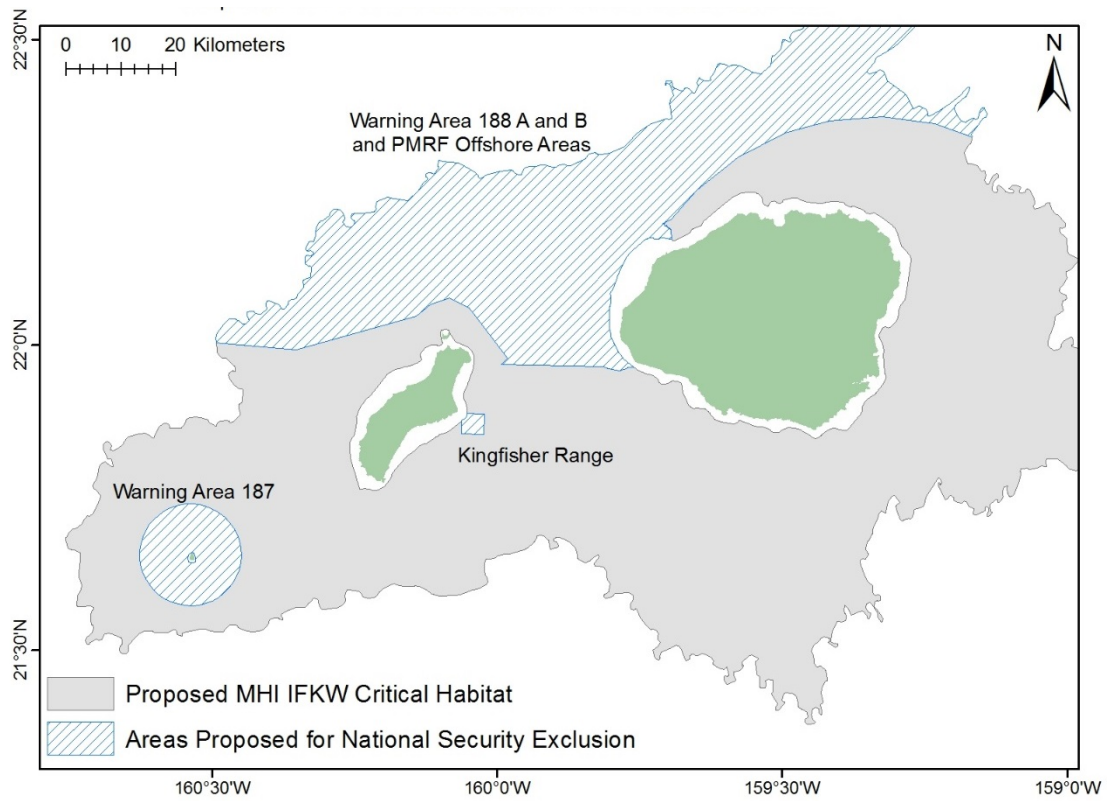 0 10 20 Kilometers
N
Warning Area 188 A and B
and PMRF Offshore Areas
Kingfisher Range
Warning Area 187
Proposed MHI IFKW Critical Habitat
Areas Proposed for National Security Exclusion
22°30'N
22°0'N
21°30'N
160°30'W
160°0'W
159°30'W
159°0'W